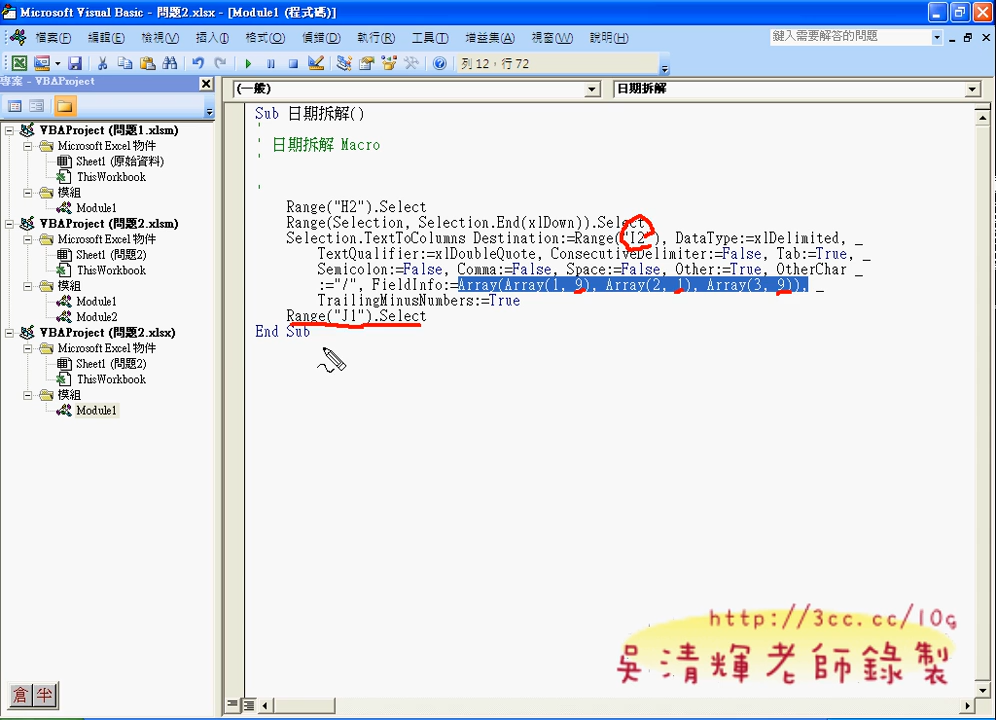 Microsoft Visual Basic - 問題2.xlsx - [Module1 (程式碼)]
檔案(F) 編輯(E) 檢視(V) 插入(I) 格式(O) 偵錯(D) 執行(R) 工具(T) 增益集(A) 視窗(W) 說明(H) 鍵入需要解答的問題
列 12, 行 72
專案 - VBAProject
(一般) 日期拆解
VBAProject (問題1.xlsm)
Microsoft Excel 物件
Sheet1 (原始資料)
ThisWorkbook
模組
Module1
VBAProject (問題2.xlsm)
Microsoft Excel 物件
Sheet1 (問題2)
ThisWorkbook
模組
Module1
Module2
VBAProject (問題2.xlsx)
Microsoft Excel 物件
Sheet1 (問題2)
ThisWorkbook
模組
Module1
Sub 日期拆解()
'
' 日期拆解 Macro
'
'
Range("H2").Select
Range(Selection, Selection.End(xlDown)).Select
Selection.TextToColumns Destination:=Range("I2"), DataType:=xlDelimited, _
TextQualifier:=xlDoubleQuote, ConsecutiveDelimiter:=False, Tab:=True, _
Semicolon:=False, Comma:=False, Space:=False, Other:=True, OtherChar _
:="/", FieldInfo:=Array(Array(1, 9), Array(2, 1), Array(3, 9)), _
TrailingMinusNumbers:=True
Range("J1").Select
End Sub
http://3cc.cc/10g
吳清輝老師錄製
倉 半